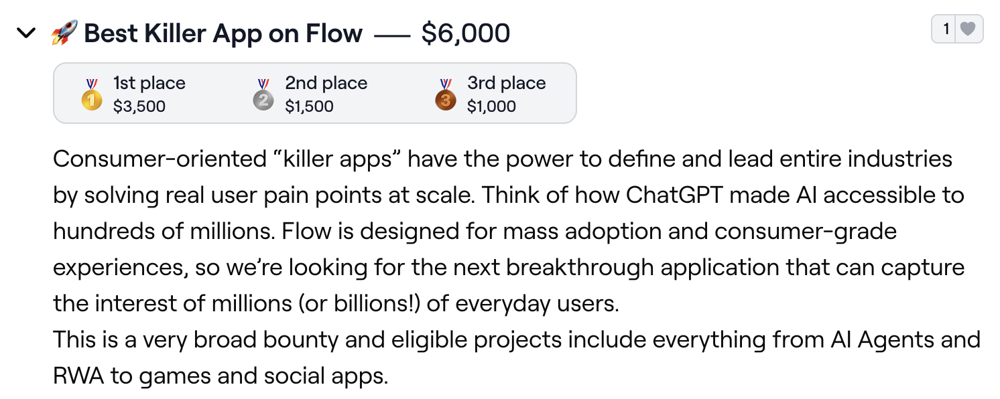 🚀 Best Killer App on Flow — $6,000
1 🩶
🥇 1st place
$3,500
🥈 2nd place
$1,500
🥉 3rd place
$1,000
Consumer-oriented “killer apps” have the power to define and lead entire industries
by solving real user pain points at scale. Think of how ChatGPT made AI accessible to
hundreds of millions. Flow is designed for mass adoption and consumer-grade
experiences, so we’re looking for the next breakthrough application that can capture
the interest of millions (or billions!) of everyday users.
This is a very broad bounty and eligible projects include everything from AI Agents and
RWA to games and social apps.